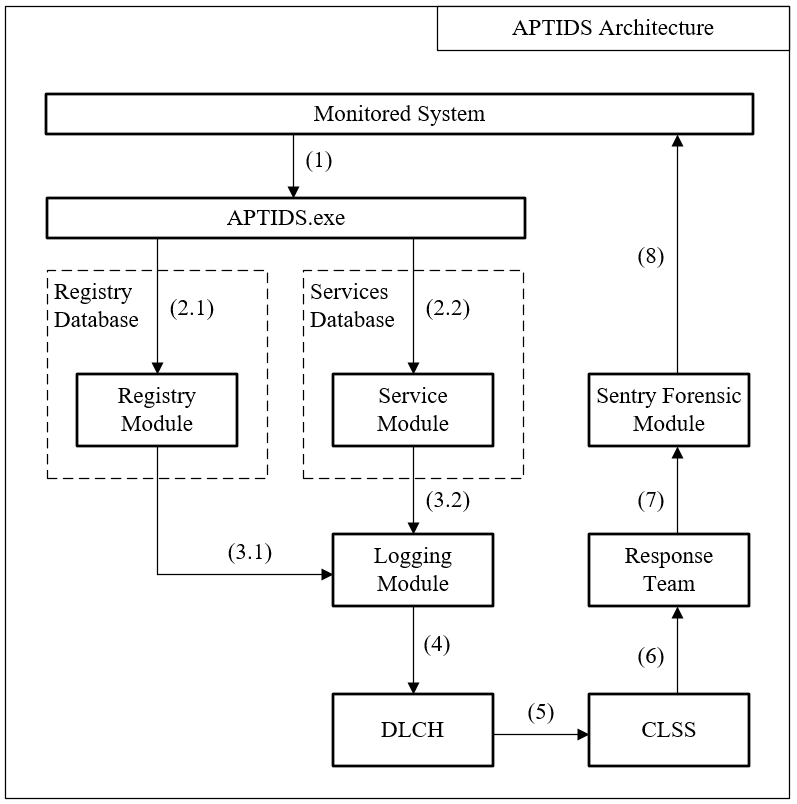 APTIDS Architecture
Monitored System
(1)
APTIDS.exe
(8)
Registry
Database
(2.1)
Services
Database
(2.2)
Registry
Module
Service
Module
Sentry Forensic
Module
(3.2)
(7)
(3.1)
Logging
Module
Response
Team
(4)
(6)
DLCH
(5)
CLSS